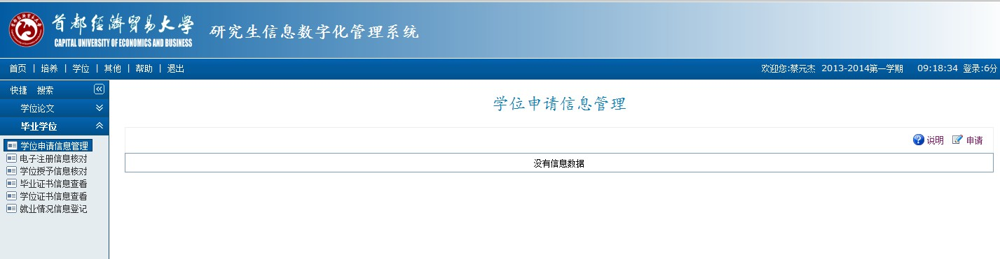 首都經濟貿易大學
CAPITAL UNIVERSITY OF ECONOMICS AND BUSINESS
研究生信息数字化管理系统
首页 | 培养 | 学位 | 其他 | 帮助 | 退出
欢迎您:蔡元杰 2013-2014第一学期 09:18:34 登录:6分
快捷 搜索
学位论文
毕业学位
学位申请信息管理
电子注册信息核对
学位授予信息核对
毕业证书信息查看
学位证书信息查看
就业情况信息登记
学位申请信息管理
说明 申请
没有信息数据